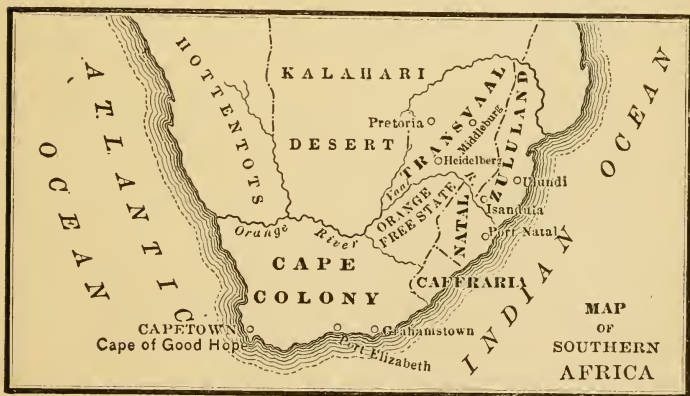 ATLANTIC
OCEAN
HOTTENTOTS
KALAHARI
DESERT
Pretoria
TRANSVAAL
Middleburg
Heidelberg
Vaal
R.
ZULULAND
Ulundi
Isandula
ORANGE
FREE STATE
NATAL
Port Natal
Orange River
CAPE
COLONY
CAFFRARIA
CAPETOWN
Cape of Good Hope
Port Elizabeth
Grahamstown
INDIAN
OCEAN
MAP
OF
SOUTHERN
AFRICA